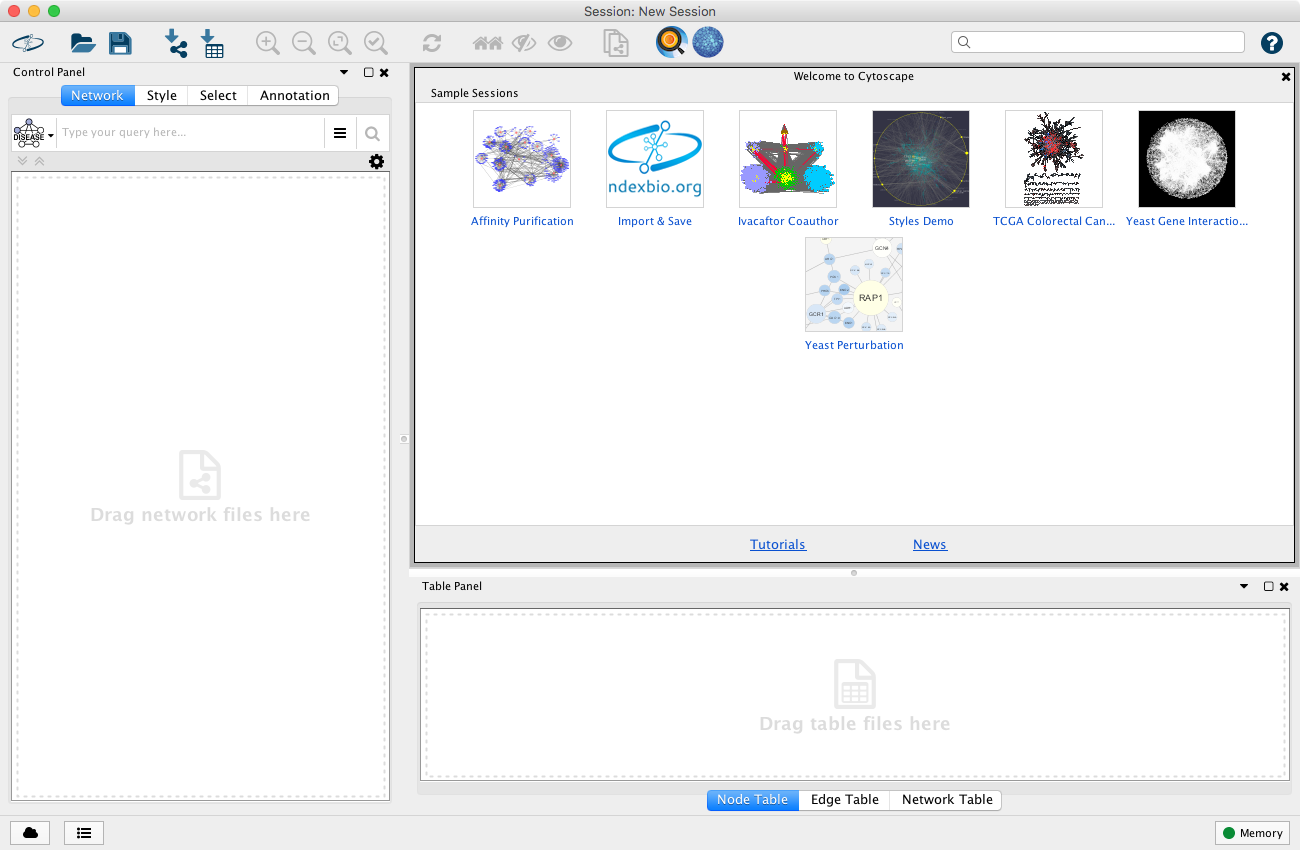 Session: New Session
Control Panel
Network Style Select Annotation
DISEASE Type your query here...
Drag network files here
Welcome to Cytoscape
Sample Sessions
ndexbio.org
Affinity Purification Import & Save Ivacaftor Coauthor Styles Demo TCGA Colorectal Can... Yeast Gene Interactio...
GCN4
RAP1
GCR1
Yeast Perturbation
Tutorials News
Table Panel
Drag table files here
Node Table Edge Table Network Table
Memory